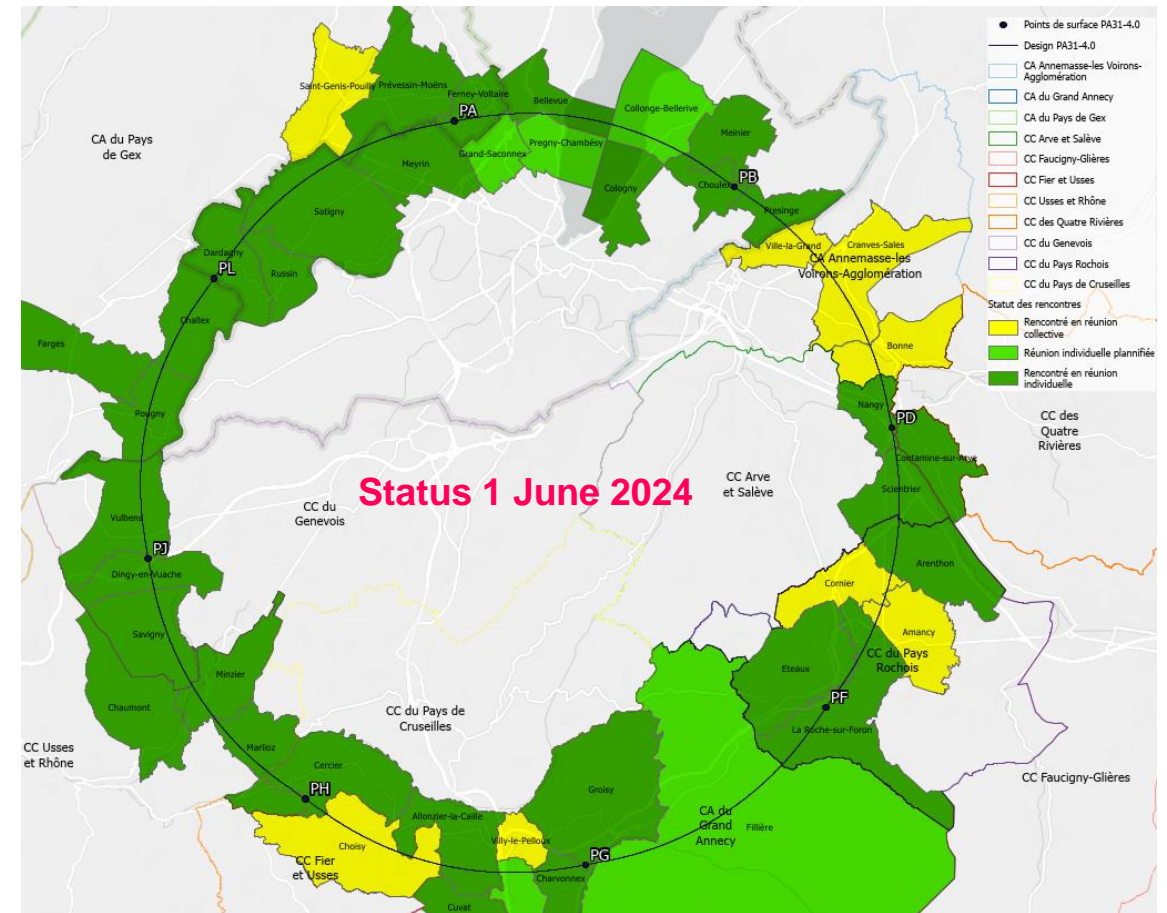 Points de surface PA31-4.0
Design PA31-4.0
CA Annemasse-les Voirons-
Agglomération
CA du Grand Annecy
CA du Pays de Gex
CC Arve et Salève
CC Faucigny-Glières
CC Fier et Usses
CC Usses et Rhône
CC des Quatre Rivières
CC du Genevois
CC du Pays Rochois
CC du Pays de Cruseilles
Statut des rencontres
Rencontré en réunion
collective
Réunion individuelle plannifiée
Rencontré en réunion
individuelle
Saint-Genis-Pouilly
Prévessin-Moëns
Ferney-Voltaire
Bellevue
Collonge-Bellerive
PA
Meinier
CA du Pays
de Gex
Meyrin
Grand-Saconnex
Pregny-Chambésy
Cologny
Choulex
PB
Presinge
Satigny
Ville-la-Grand
Cranves-Sales
CA Annemasse-les
Voirons-Agglomération
Dardagny
Russin
PL
Challex
Farges
Bonne
Pougny
Nangy
PD
CC des
Quatre
Rivières
Contamine-sur-Arve
Status 1 June 2024
CC Arve
et Salève
Scientrier
CC du
Genevois
Vulbens
PJ
Dingy-en-Vuache
Arenthon
Cornier
Savigny
Amancy
CC du Pays
Rochois
Eteaux
Minzier
PF
Chaumont
CC du Pays de
Cruseilles
La Roche-sur-Foron
CC Usses
et Rhône
Marlioz
Cercier
CC Faucigny-Glières
PH
Groisy
Allonzier-la-Caille
CA du
Grand
Annecy
Fillière
Choisy
Villy-le-Pelloux
CC Fier
et Usses
PG
Charvonnex
Cuvat